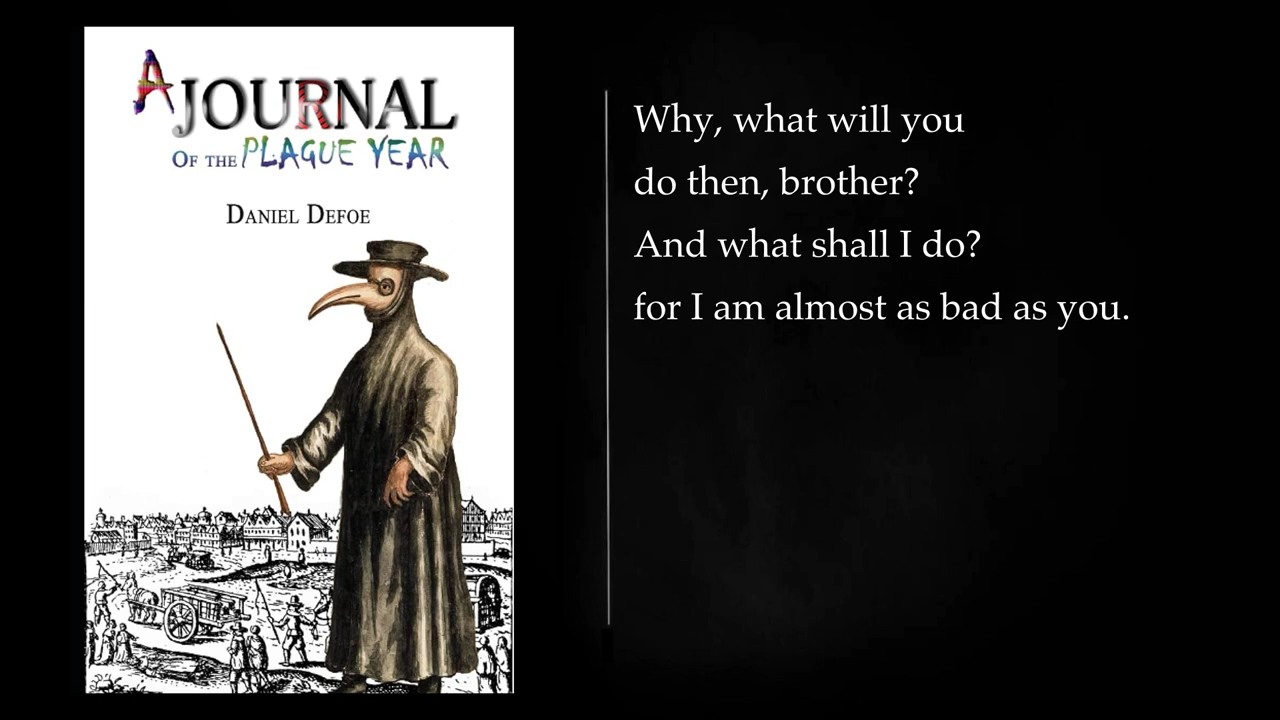 A JOURNAL
OF THE PLAGUE YEAR
DANIEL DEFOE
Why, what will you
do then, brother?
And what shall I do?
for I am almost as bad as you.